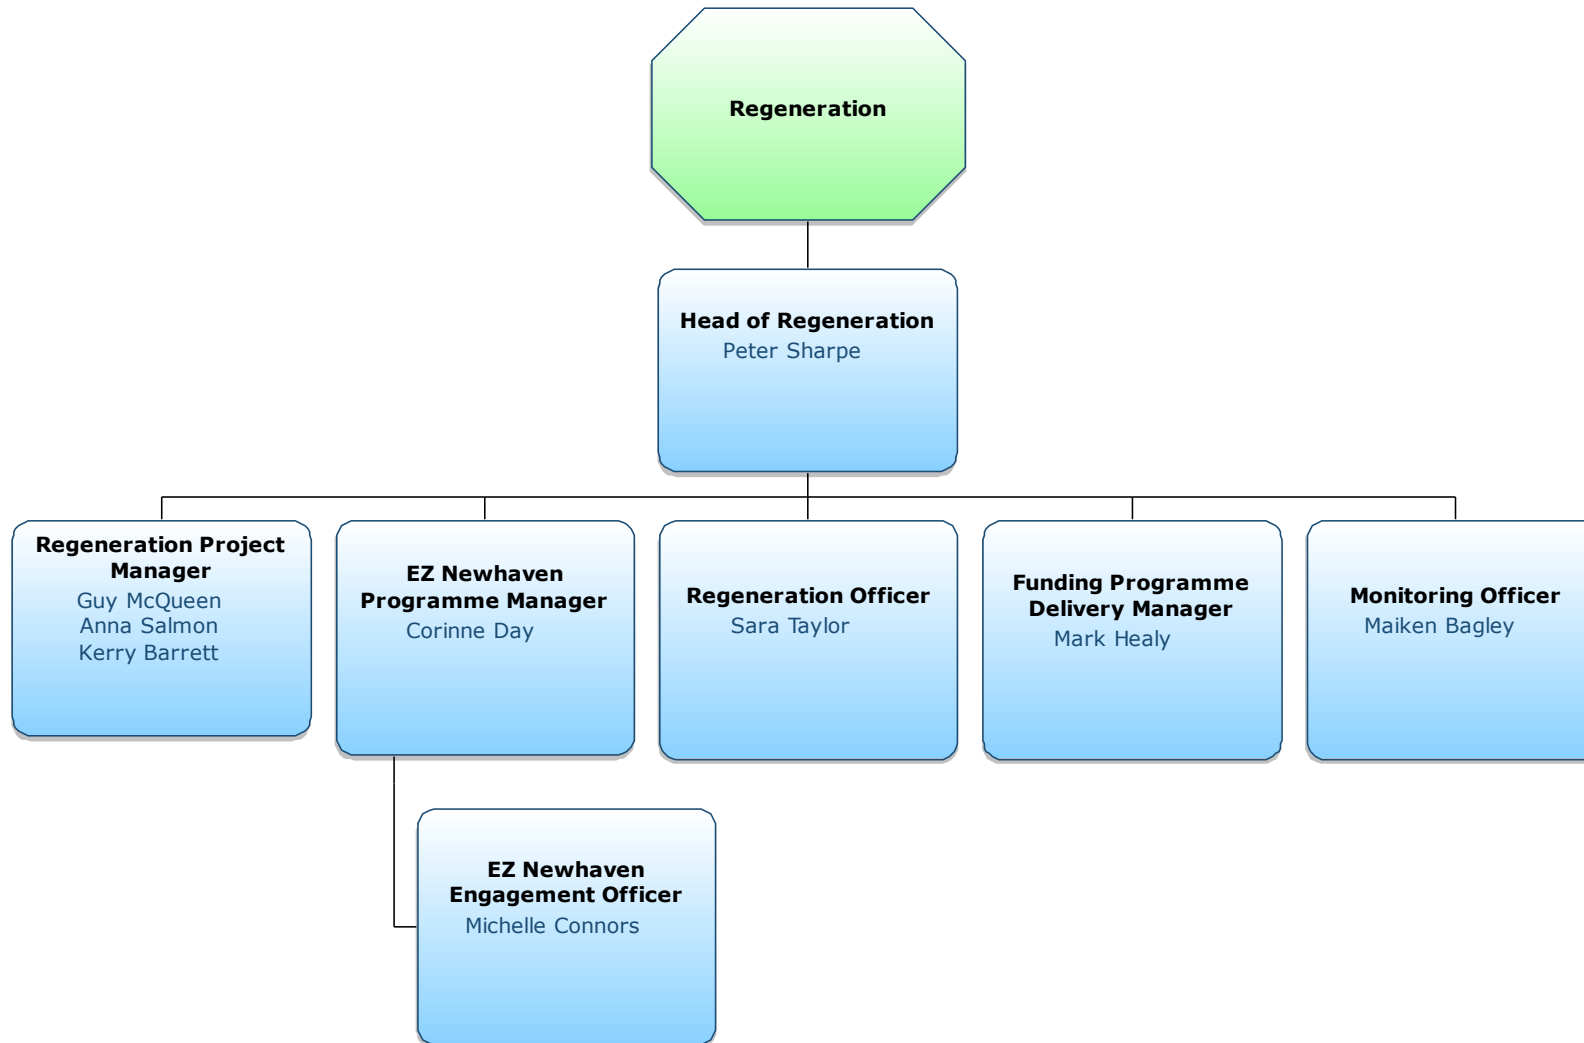 Regeneration
Head of Regeneration
Peter Sharpe
Regeneration Project
Manager
Guy McQueen
Anna Salmon
Kerry Barrett
EZ Newhaven
Programme Manager
Corinne Day
Regeneration Officer
Sara Taylor
Funding Programme
Delivery Manager
Mark Healy
Monitoring Officer
Maiken Bagley
EZ Newhaven
Engagement Officer
Michelle Connors